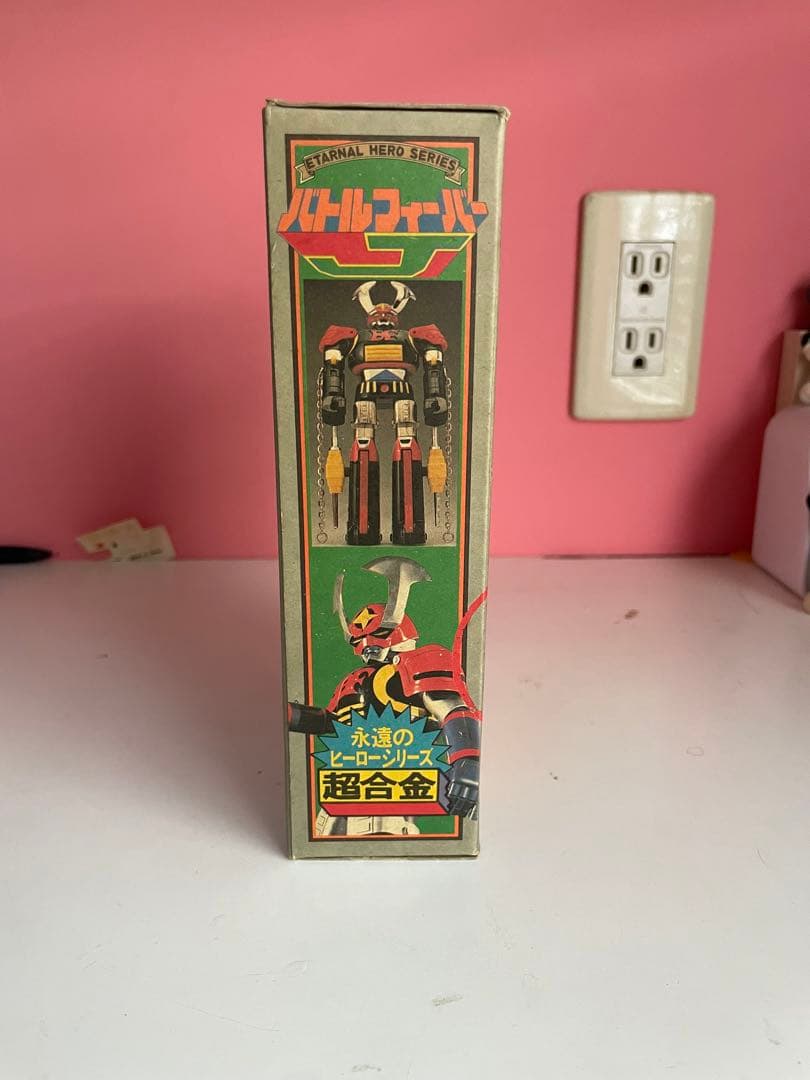 ETARNAL HERO SERIES
バトルフィーバー
J
永遠の
ヒーローシリーズ
超合金